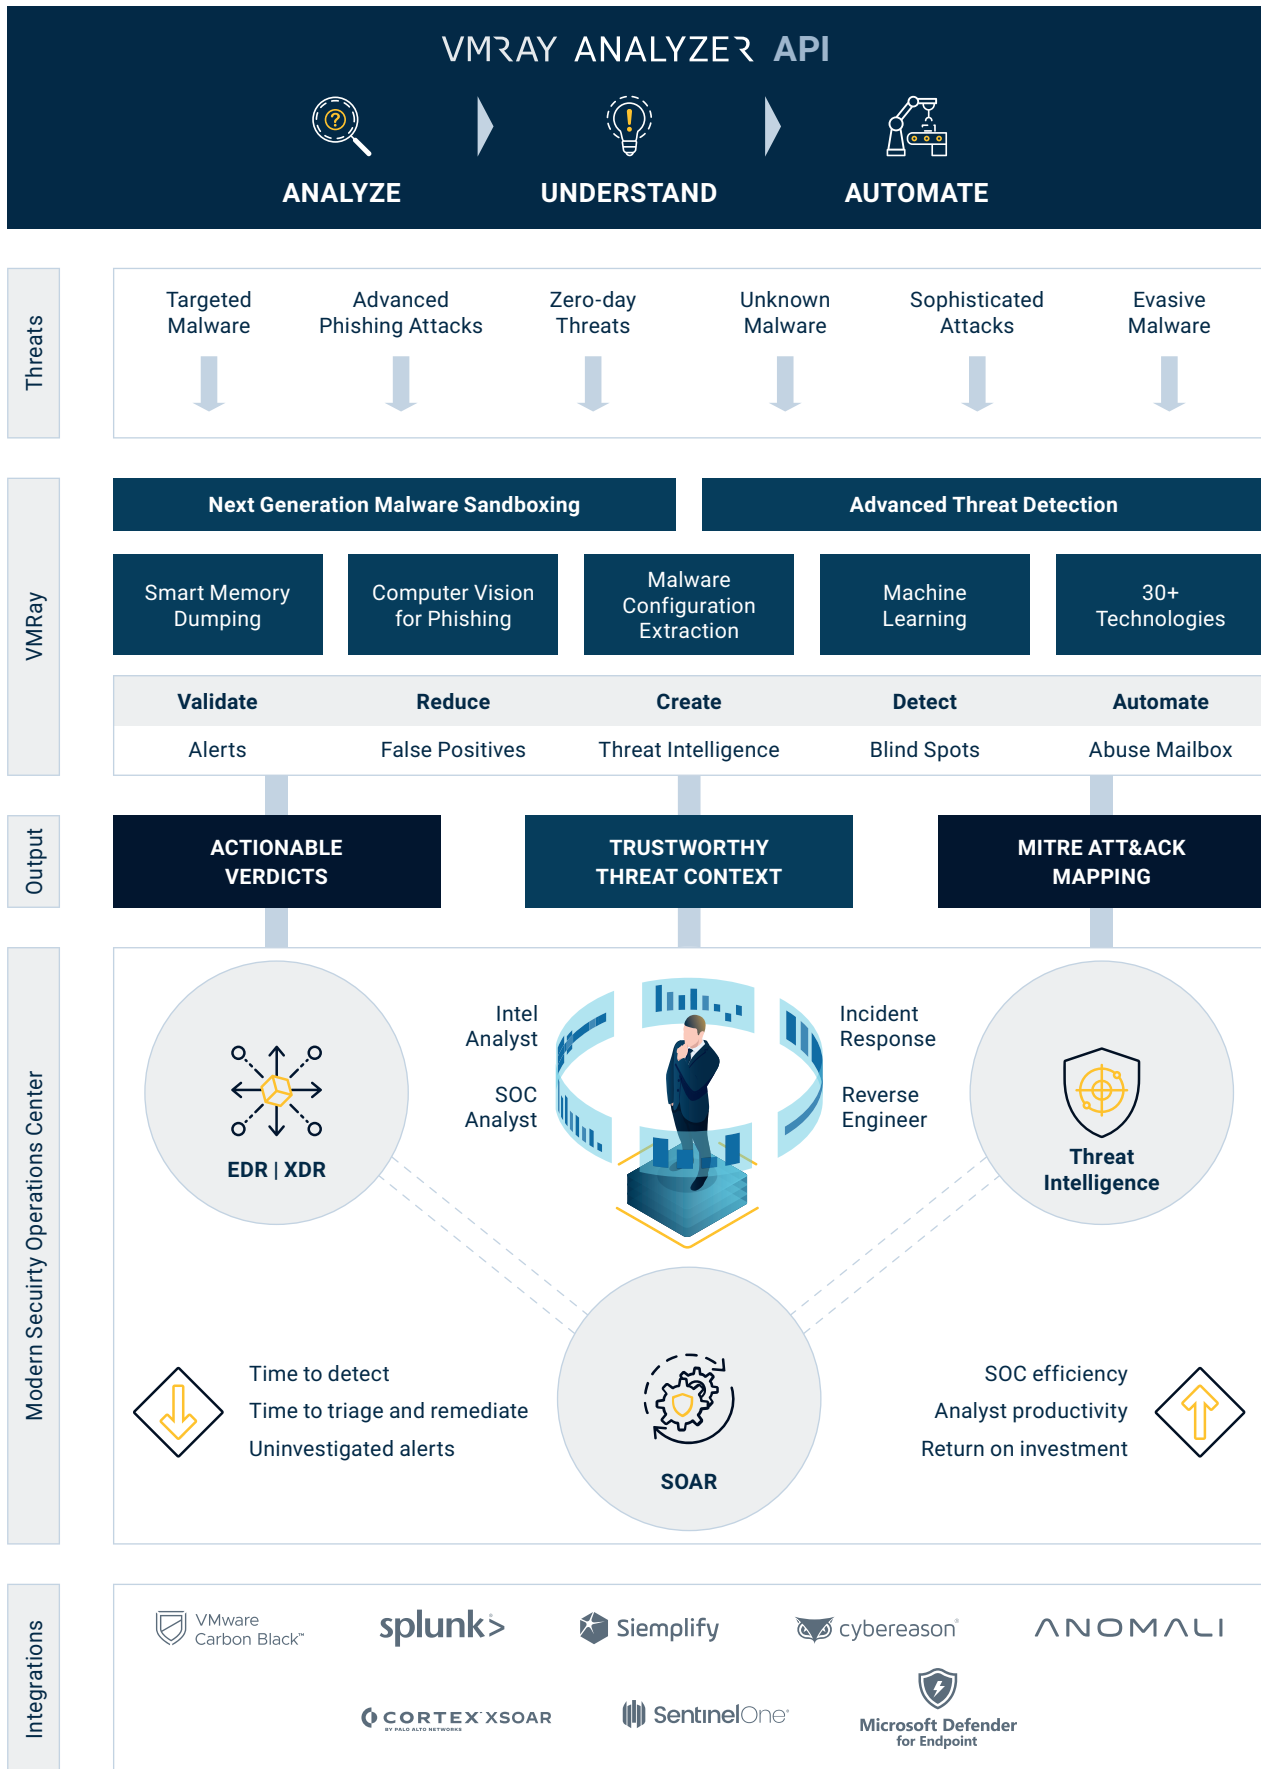 VMRAY ANALYZER API
ANALYZE
UNDERSTAND
AUTOMATE
Threats
Targeted
Malware
Advanced
Phishing Attacks
Zero-day
Threats
Unknown
Malware
Sophisticated
Attacks
Evasive
Malware
VMRay
Next Generation Malware Sandboxing
Advanced Threat Detection
Smart Memory
Dumping
Computer Vision
for Phishing
Malware
Configuration
Extraction
Machine
Learning
30+
Technologies
Validate
Reduce
Create
Detect
Automate
Alerts
False Positives
Threat Intelligence
Blind Spots
Abuse Mailbox
Output
ACTIONABLE
VERDICTS
TRUSTWORTHY
THREAT CONTEXT
MITRE ATT&ACK
MAPPING
Modern Secuirty Operations Center
EDR | XDR
Intel
Analyst
SOC
Analyst
Incident
Response
Reverse
Engineer
Threat
Intelligence
Time to detect
Time to triage and remediate
Uninvestigated alerts
SOAR
SOC efficiency
Analyst productivity
Return on investment
Integrations
VMware
Carbon Black™
splunk>
Siemplify
cybereason®
ANOMALI
CORTEX XSOAR
BY PALO ALTO NETWORKS
SentinelOne®
Microsoft Defender
for Endpoint